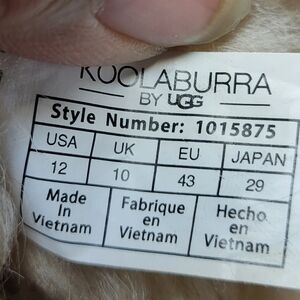 KOOLABURRA
BY UGG
Style Number: 1015875
USA UK EU JAPAN
12 10 43 29
Made In Vietnam
Fabrique en Vietnam
Hecho en Vietnam